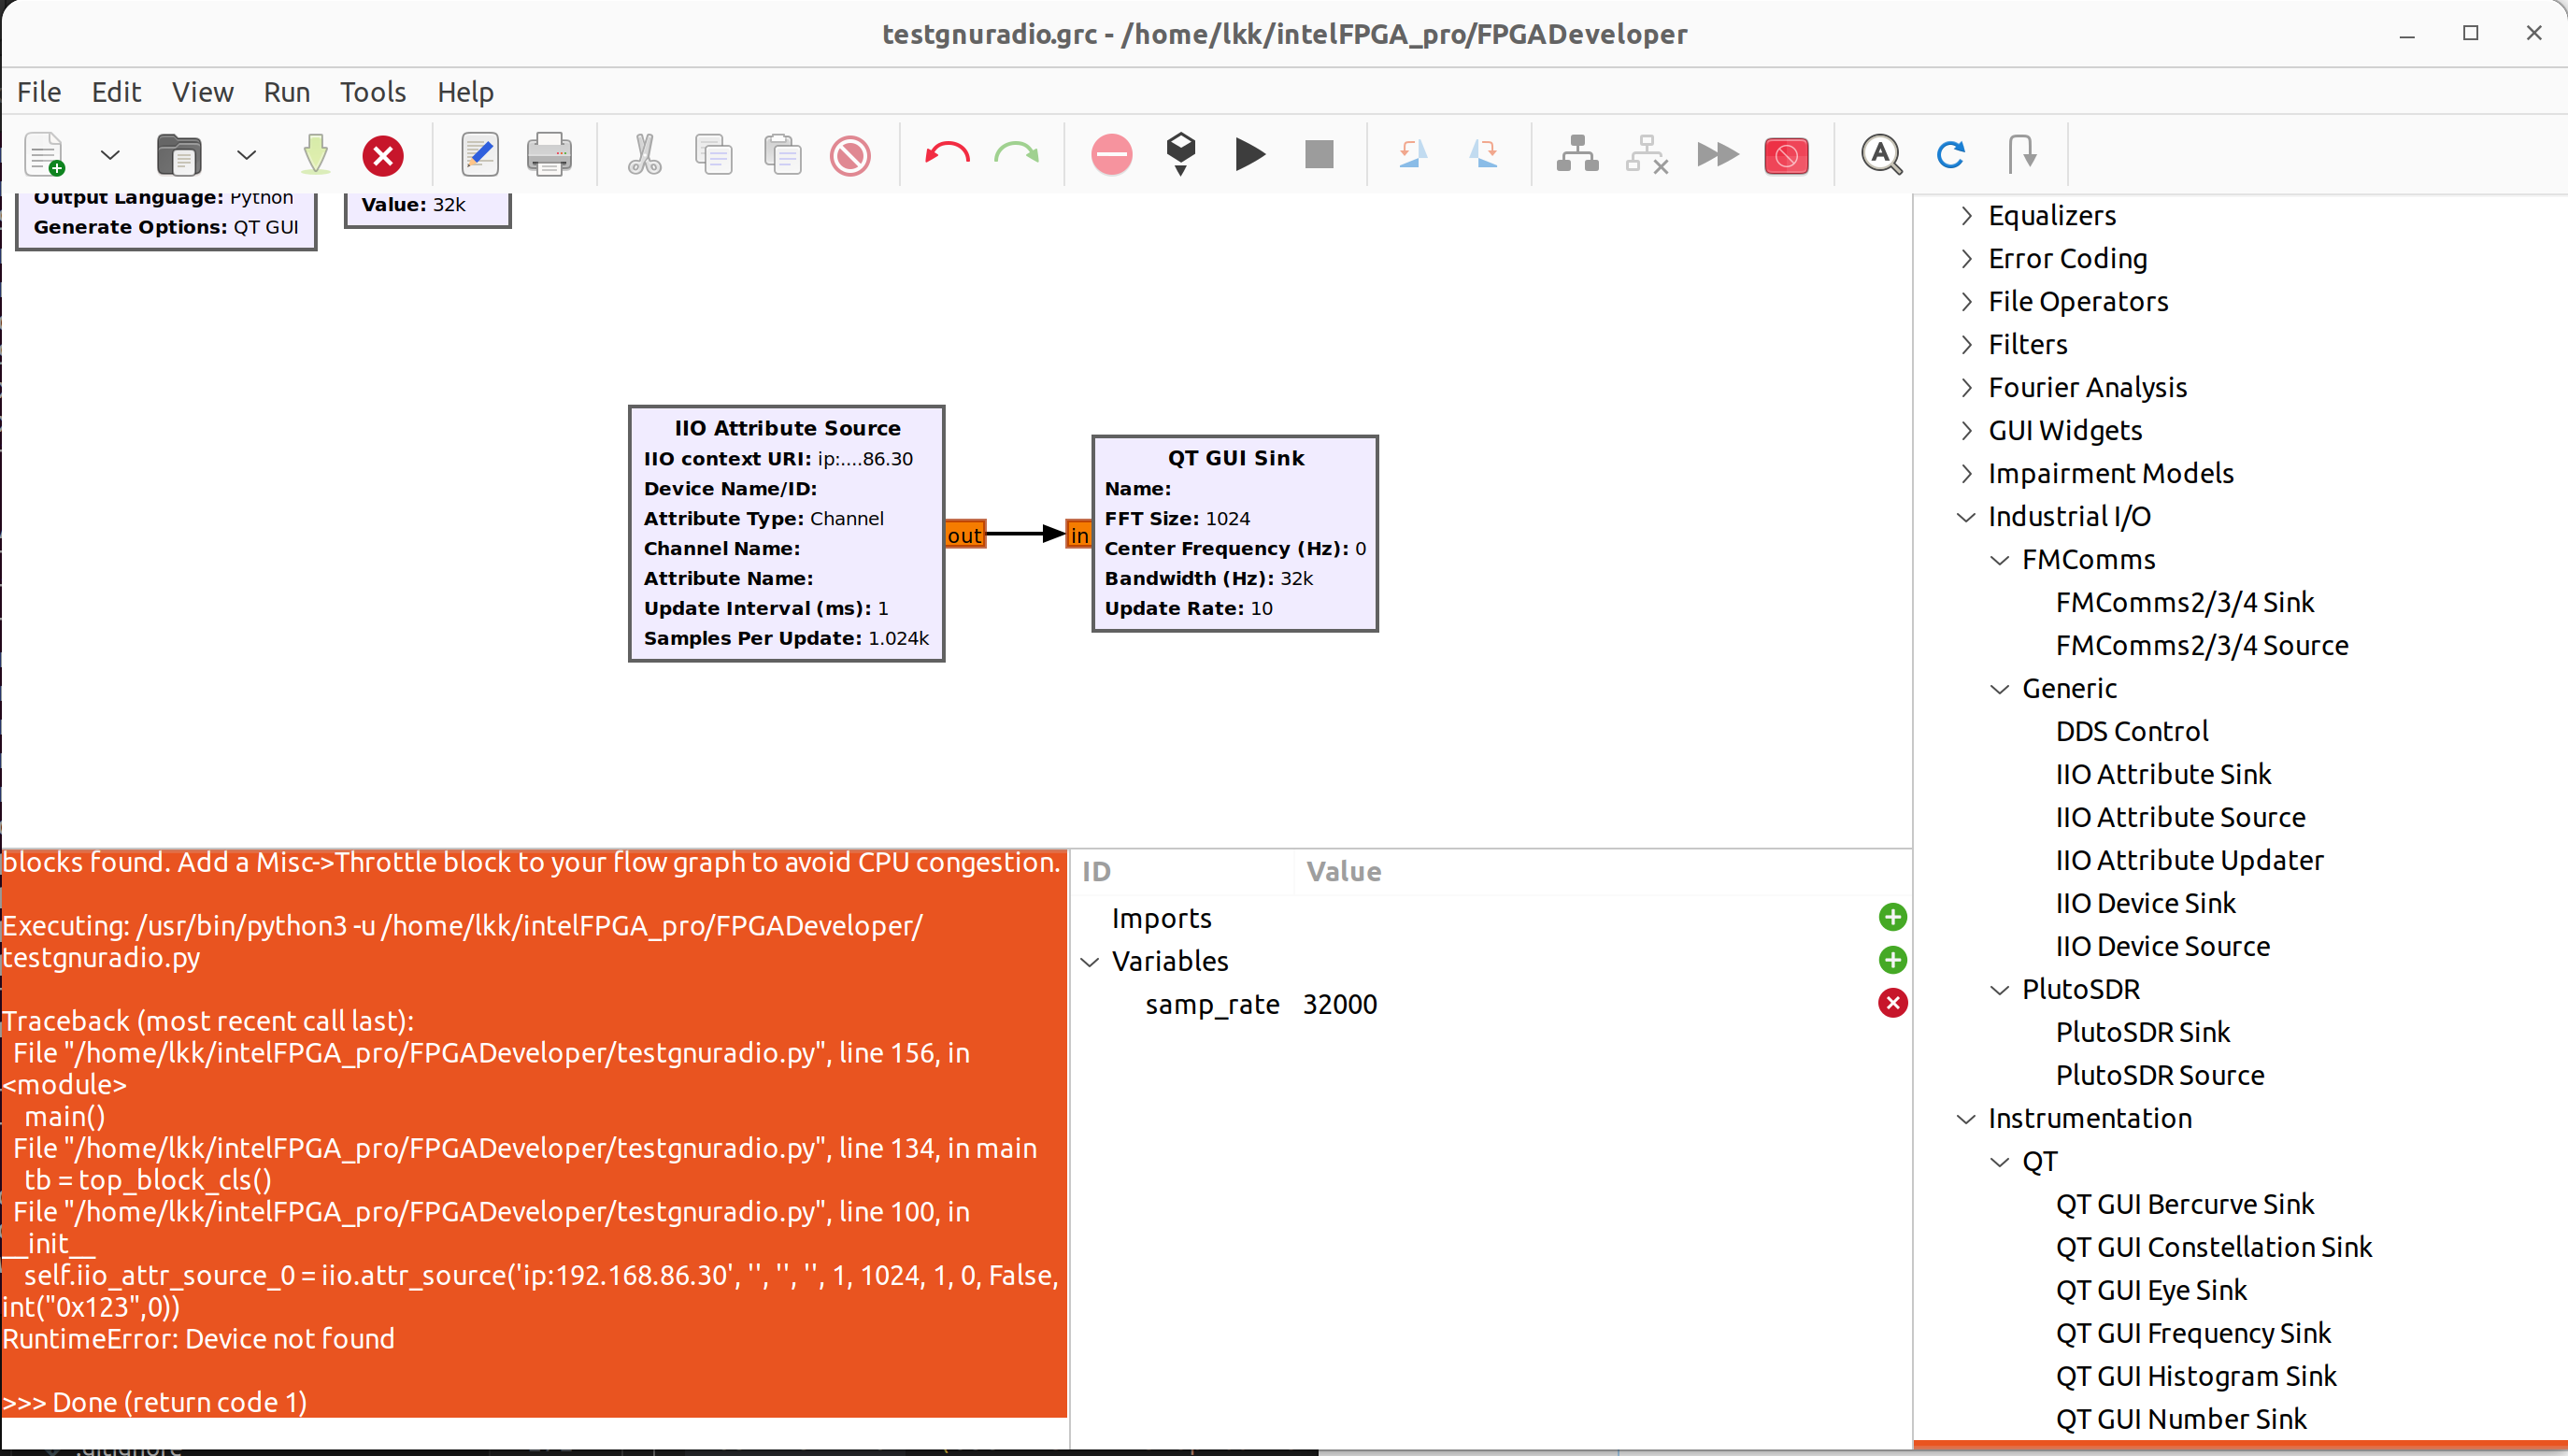 testgnuradio.grc - /home/lkk/intelFPGA_pro/FPGADeveloper
File Edit View Run Tools Help
Output Language: Python
Generate Options: QT GUI
Value: 32k
IIO Attribute Source
IIO context URI: ip:....86.30
Device Name/ID:
Attribute Type: Channel
Channel Name:
Attribute Name:
Update Interval (ms): 1
Samples Per Update: 1.024k
out
in
QT GUI Sink
Name:
FFT Size: 1024
Center Frequency (Hz): 0
Bandwidth (Hz): 32k
Update Rate: 10
blocks found. Add a Misc->Throttle block to your flow graph to avoid CPU congestion.
Executing: /usr/bin/python3 -u /home/lkk/intelFPGA_pro/FPGADeveloper/
testgnuradio.py
Traceback (most recent call last):
File "/home/lkk/intelFPGA_pro/FPGADeveloper/testgnuradio.py", line 156, in
<module>
main()
File "/home/lkk/intelFPGA_pro/FPGADeveloper/testgnuradio.py", line 134, in main
tb = top_block_cls()
File "/home/lkk/intelFPGA_pro/FPGADeveloper/testgnuradio.py", line 100, in
__init__
self.iio_attr_source_0 = iio.attr_source('ip:192.168.86.30', '', '', '', 1, 1024, 1, 0, False,
int("0x123",0))
RuntimeError: Device not found
>>> Done (return code 1)
ID Value
Imports
Variables
samp_rate 32000
Equalizers
Error Coding
File Operators
Filters
Fourier Analysis
GUI Widgets
Impairment Models
Industrial I/O
FMComms
FMComms2/3/4 Sink
FMComms2/3/4 Source
Generic
DDS Control
IIO Attribute Sink
IIO Attribute Source
IIO Attribute Updater
IIO Device Sink
IIO Device Source
PlutoSDR
PlutoSDR Sink
PlutoSDR Source
Instrumentation
QT
QT GUI Bercurve Sink
QT GUI Constellation Sink
QT GUI Eye Sink
QT GUI Frequency Sink
QT GUI Histogram Sink
QT GUI Number Sink
.gitignore